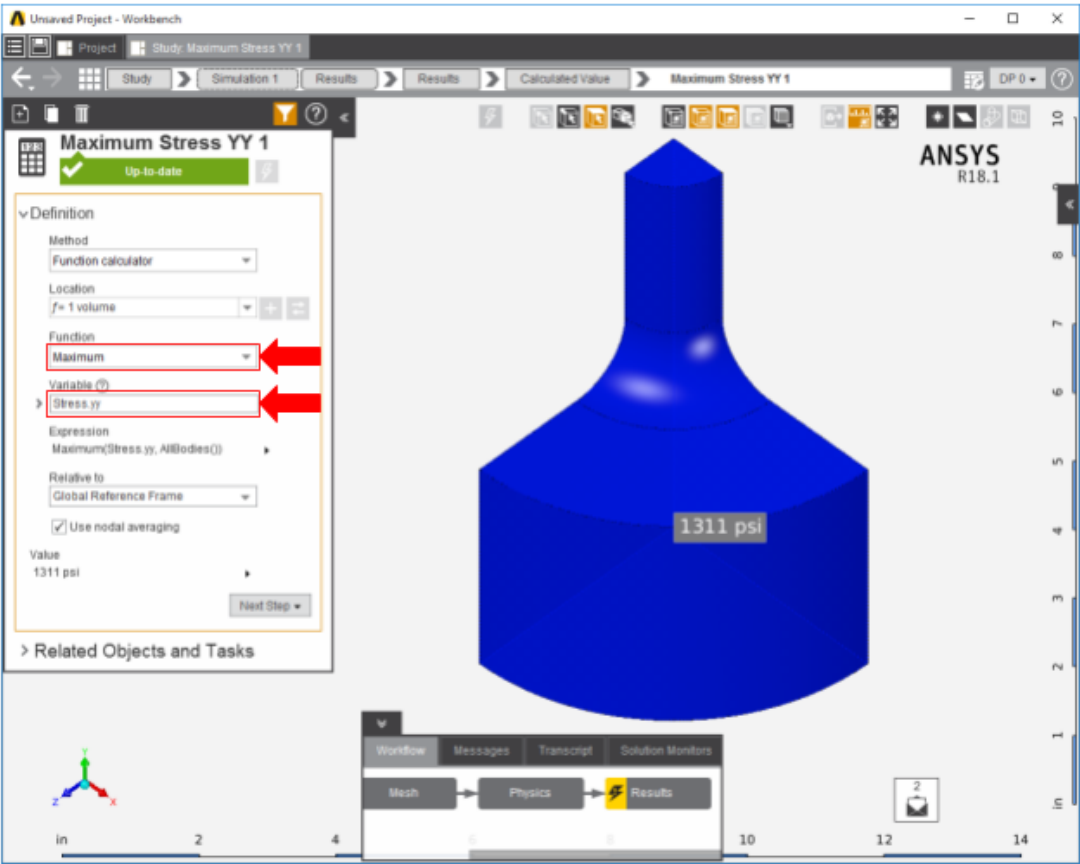 Unsaved Project - Workbench
Project
Study: Maximum Stress YY 1
Study
Simulation 1
Results
Results
Calculated Value
Maximum Stress YY 1
DP 0
Maximum Stress YY 1
Up-to-date
Definition
Method
Function calculator
Location
ƒ= 1 volume
Function
Maximum
Variable
Stress.yy
Expression
Maximum(Stress.yy, AllBodies())
Relative to
Global Reference Frame
Use nodal averaging
Value
1311 psi
Next Step
Related Objects and Tasks
ANSYS
R18.1
1311 psi
10
9
8
7
6
5
4
3
2
1
in
Y
Z
X
Workflow
Messages
Transcript
Solution Monitors
Mesh
Physics
Results
2
in
2
4
6
8
10
12
14